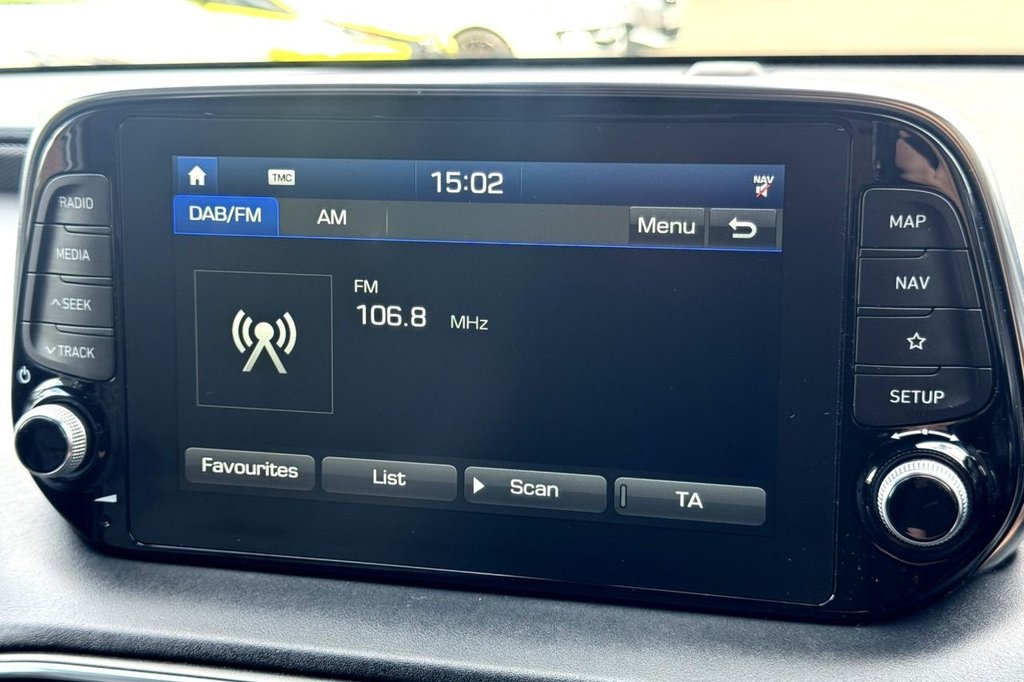 TMC
15:02
NAV
DAB/FM
AM
Menu
FM
106.8 MHz
Favourites
List
Scan
TA
RADIO
MEDIA
SEEK
TRACK
MAP
NAV
SETUP